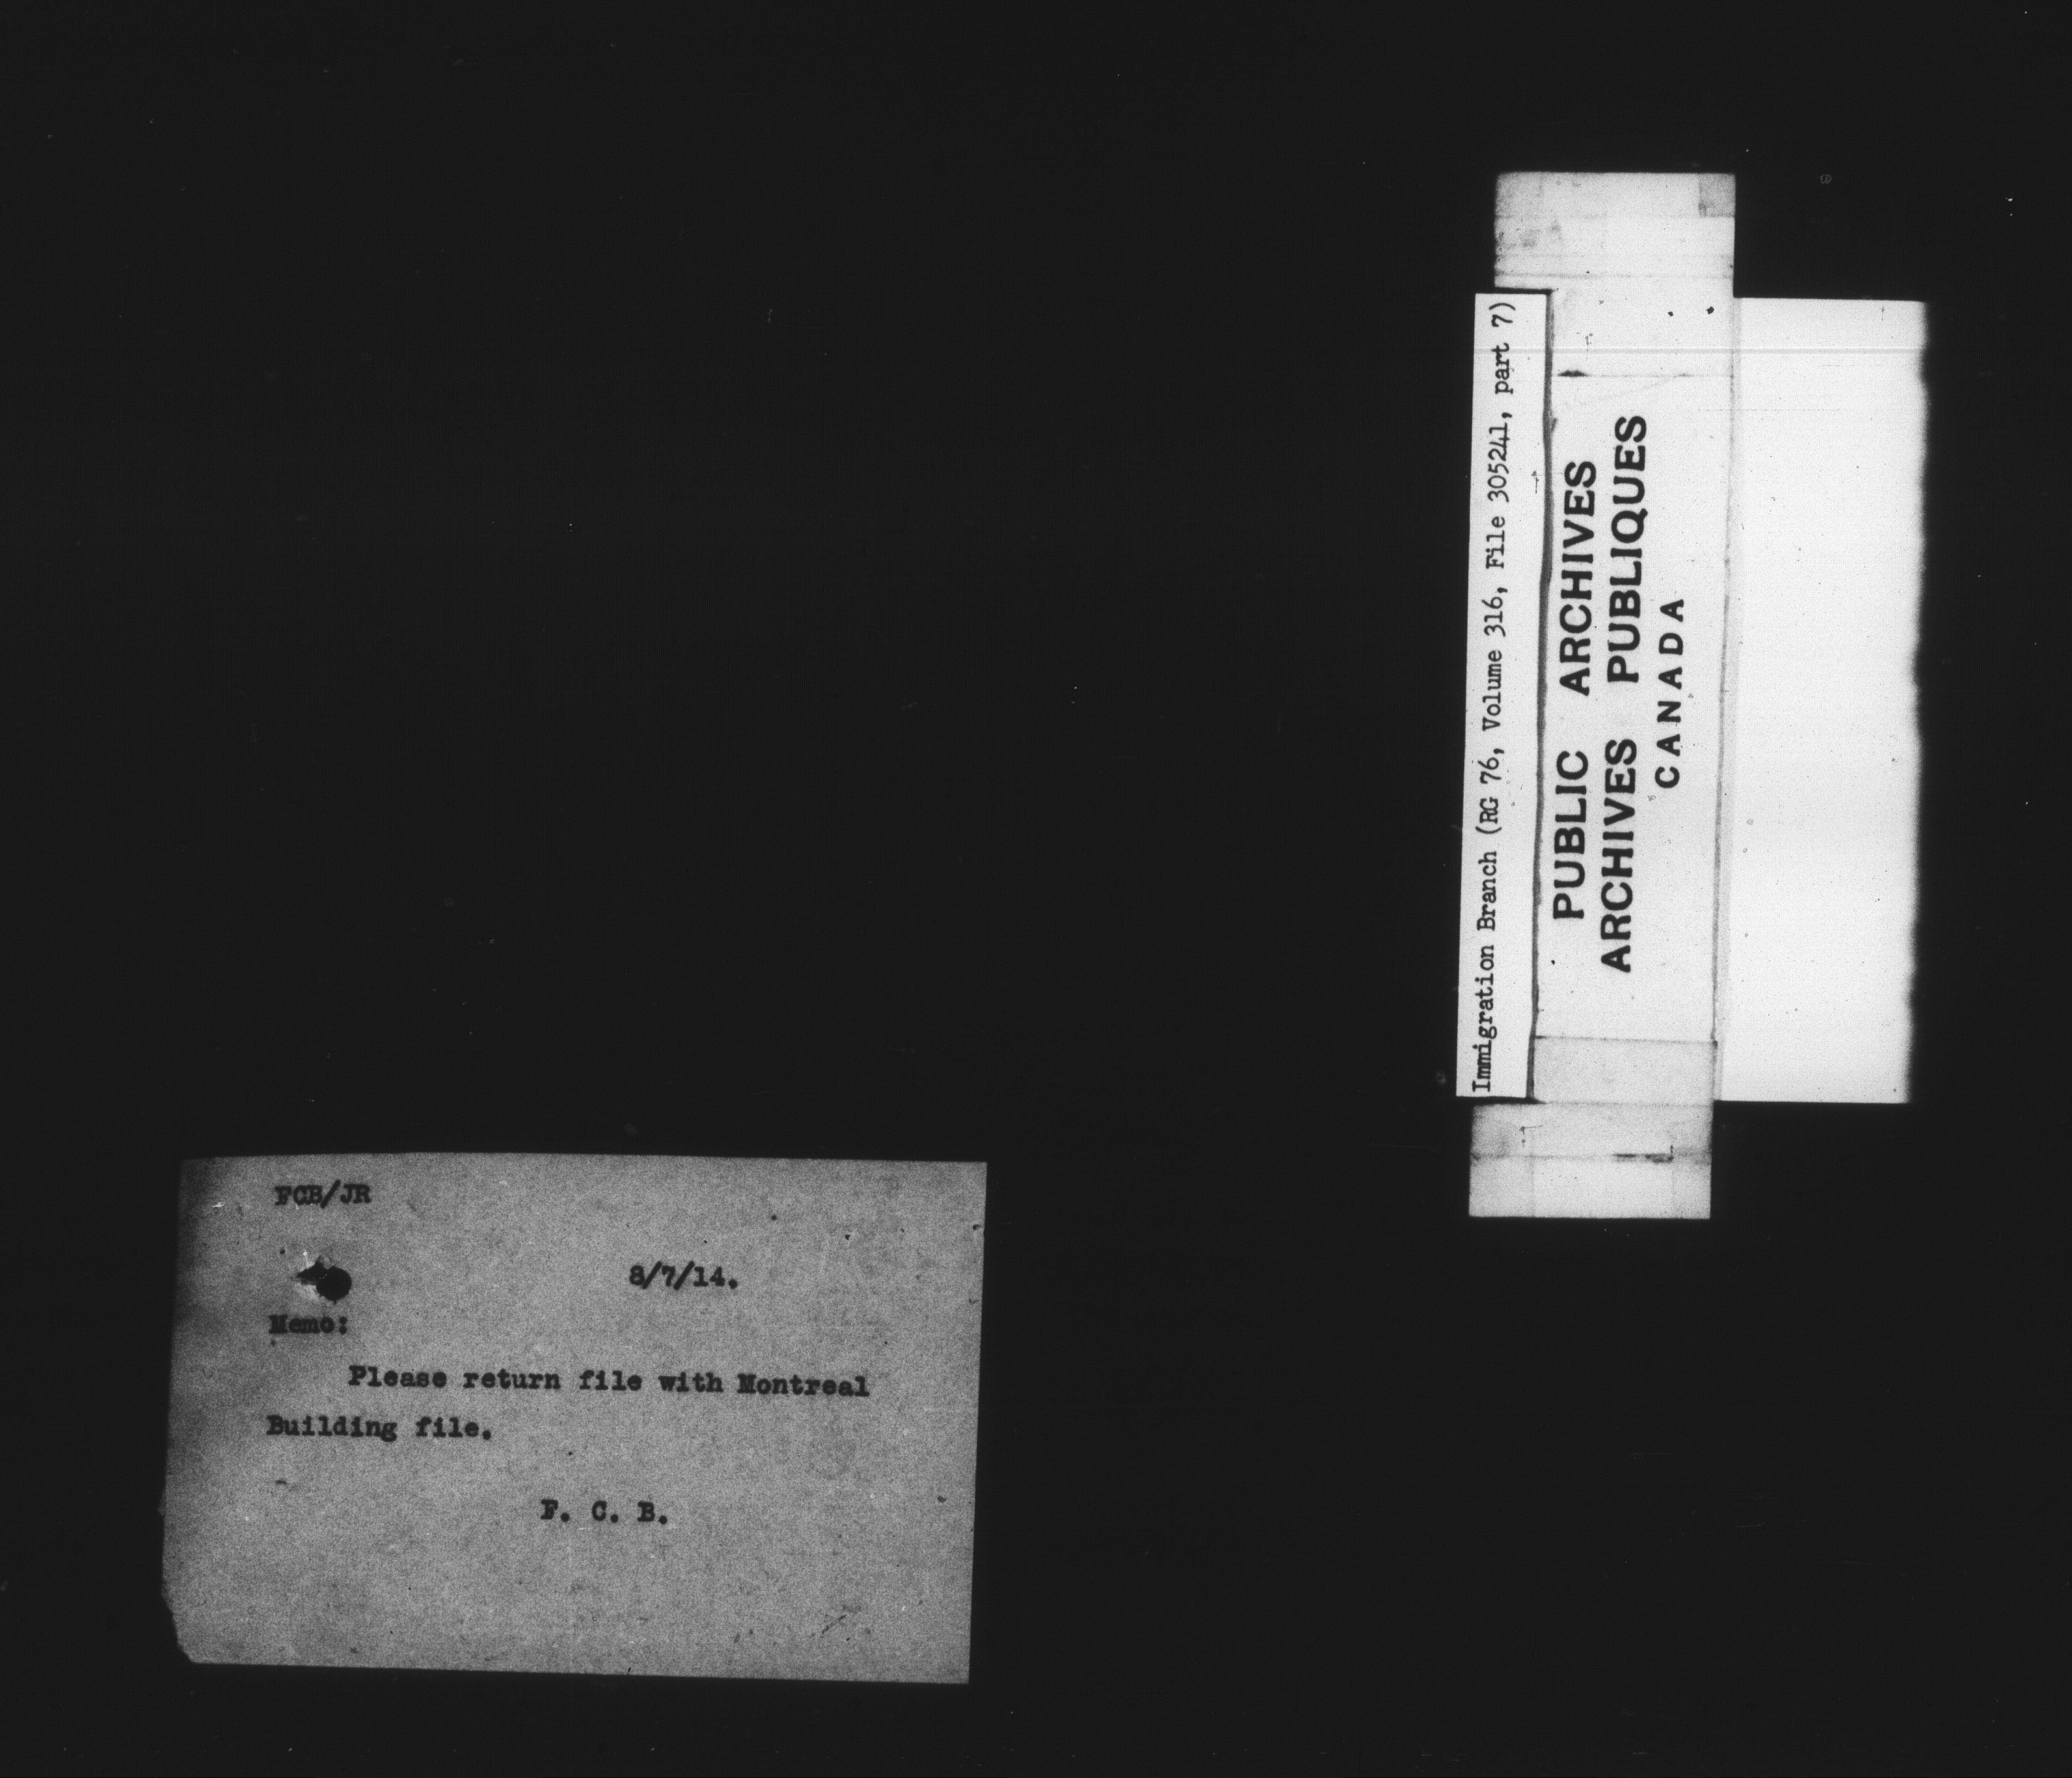 FCB/JR
8/7/14.
Memo:
Please return file with Montreal
Building file.
F. C. B.
Immigration Branch (RG 76, Volume 316, File 305241, part 7)
PUBLIC ARCHIVES
ARCHIVES PUBLIQUES
CANADA